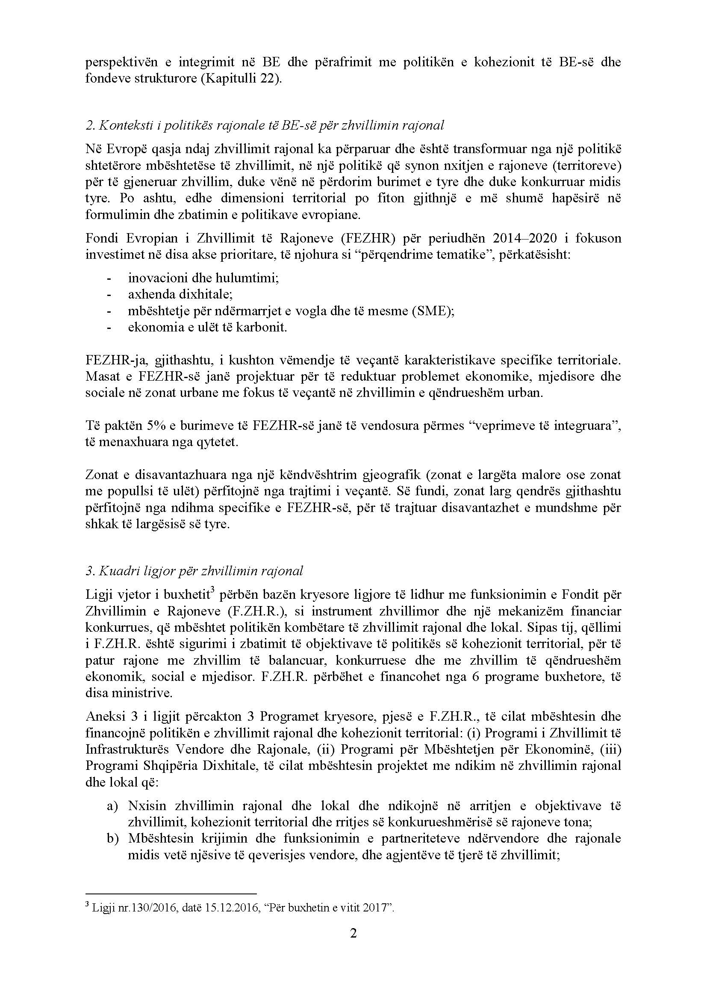 perspektivën e integrimit në BE dhe përafrimit me politikën e kohezionit të BE-së dhe
fondeve strukturore (Kapitulli 22).
2. Konteksti i politikës rajonale të BE-së për zhvillimin rajonal
Në Evropë qasja ndaj zhvillimit rajonal ka përparuar dhe është transformuar nga një politikë
shtetërore mbështetëse të zhvillimit, në një politikë që synon nxitjen e rajoneve (territoreve)
për të gjeneruar zhvillim, duke vënë në përdorim burimet e tyre dhe duke konkurruar midis
tyre. Po ashtu, edhe dimensioni territorial po fiton gjithnjë e më shumë hapësirë në
formulimin dhe zbatimin e politikave evropiane.
Fondi Evropian i Zhvillimit të Rajoneve (FEZHR) për periudhën 2014–2020 i fokuson
investimet në disa akse prioritare, të njohura si “përqendrime tematike”, përkatësisht:
- inovacioni dhe hulumtimi;
- axhenda dixhitale;
- mbështetje për ndërmarrjet e vogla dhe të mesme (SME);
- ekonomia e ulët të karbonit.
FEZHR-ja, gjithashtu, i kushton vëmendje të veçantë karakteristikave specifike territoriale.
Masat e FEZHR-së janë projektuar për të reduktuar problemet ekonomike, mjedisore dhe
sociale në zonat urbane me fokus të veçantë në zhvillimin e qëndrueshëm urban.
Të paktën 5% e burimeve të FEZHR-së janë të vendosura përmes “veprimeve të integruara”,
të menaxhuara nga qytetet.
Zonat e disavantazhuara nga një këndvështrim gjeografik (zonat e largëta malore ose zonat
me popullsi të ulët) përfitojnë nga trajtimi i veçantë. Së fundi, zonat larg qendrës gjithashtu
përfitojnë nga ndihma specifike e FEZHR-së, për të trajtuar disavantazhet e mundshme për
shkak të largësisë së tyre.
3. Kuadri ligjor për zhvillimin rajonal
Ligji vjetor i buxhetit³ përbën bazën kryesore ligjore të lidhur me funksionimin e Fondit për
Zhvillimin e Rajoneve (F.ZH.R.), si instrument zhvillimor dhe një mekanizëm financiar
konkurrues, që mbështet politikën kombëtare të zhvillimit rajonal dhe lokal. Sipas tij, qëllimi
i F.ZH.R. është sigurimi i zbatimit të objektivave të politikës së kohezionit territorial, për të
patur rajone me zhvillim të balancuar, konkurruese dhe me zhvillim të qëndrueshëm
ekonomik, social e mjedisor. F.ZH.R. përbëhet e financohet nga 6 programe buxhetore, të
disa ministrive.
Aneksi 3 i ligjit përcakton 3 Programet kryesore, pjesë e F.ZH.R., të cilat mbështesin dhe
financojnë politikën e zhvillimit rajonal dhe kohezionit territorial: (i) Programi i Zhvillimit të
Infrastrukturës Vendore dhe Rajonale, (ii) Programi për Mbështetjen për Ekonominë, (iii)
Programi Shqipëria Dixhitale, të cilat mbështesin projektet me ndikim në zhvillimin rajonal
dhe lokal që:
a) Nxisin zhvillimin rajonal dhe lokal dhe ndikojnë në arritjen e objektivave të
zhvillimit, kohezionit territorial dhe rritjes së konkurueshmërisë së rajoneve tona;
b) Mbështesin krijimin dhe funksionimin e partneriteteve ndërvendore dhe rajonale
midis vetë njësive të qeverisjes vendore, dhe agjentëve të tjerë të zhvillimit;
³ Ligji nr.130/2016, datë 15.12.2016, “Për buxhetin e vitit 2017”.
2